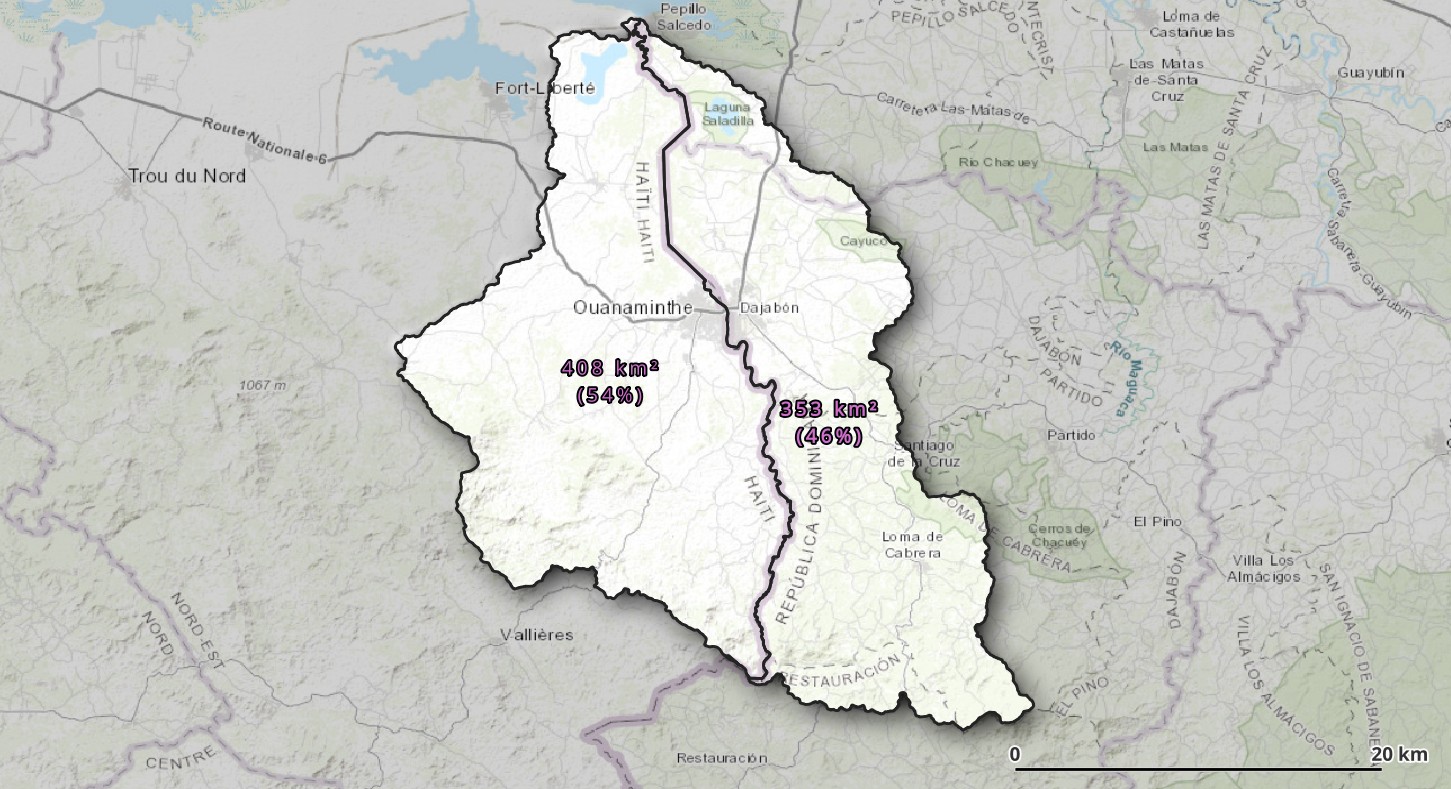 Pepillo
Salcedo
PEPILLO SALCEDO
Loma de
Castañuelas
Guayubín
Las Matas
de Santa
Cruz
Fort-Liberté
Laguna
Saladilla
Carretera Las Matas de
LAS MATAS DE SANTA CRUZ
Route Nationale 6
Las Matas
Río Chacuey
Trou du Nord
HAÏTI HAITI
Carretera Sabaneta-Guayubín
Cayuco
Ouanaminthe
Dajabón
DAJABÓN
PARTIDO
Río Maguaca
408 km²
(54%)
1067 m
353 km²
(46%)
Partido
Santiago
de la Cruz
HAITI
REPÚBLICA DOMINI
LOMA DE CABRERA
El Pino
Cerros de
Chacuey
Loma de
Cabrera
Villa Los
Almácigos
DAJABÓN
SAN IGNACIO DE SABANE
VILLA LOS ALMÁCIGOS
NORD-EST
NORD
Vallières
RESTAURACIÓN
EL PINO
CENTRE
Restauración
0
20 km